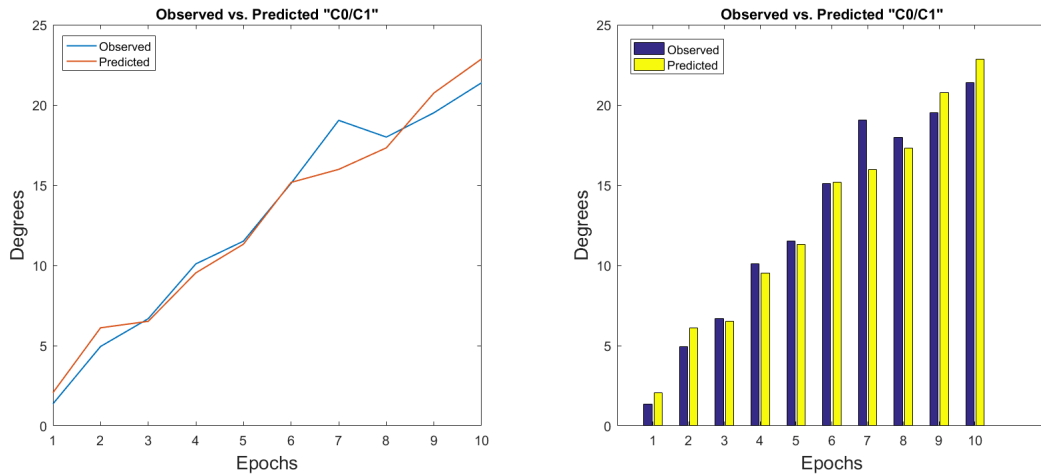 Observed vs. Predicted "C0/C1"
25
20
15
10
5
0
Degrees
Observed
Predicted
1 2 3 4 5 6 7 8 9 10
Epochs
Observed vs. Predicted "C0/C1"
25
20
15
10
5
0
Degrees
Observed
Predicted
1 2 3 4 5 6 7 8 9 10
Epochs